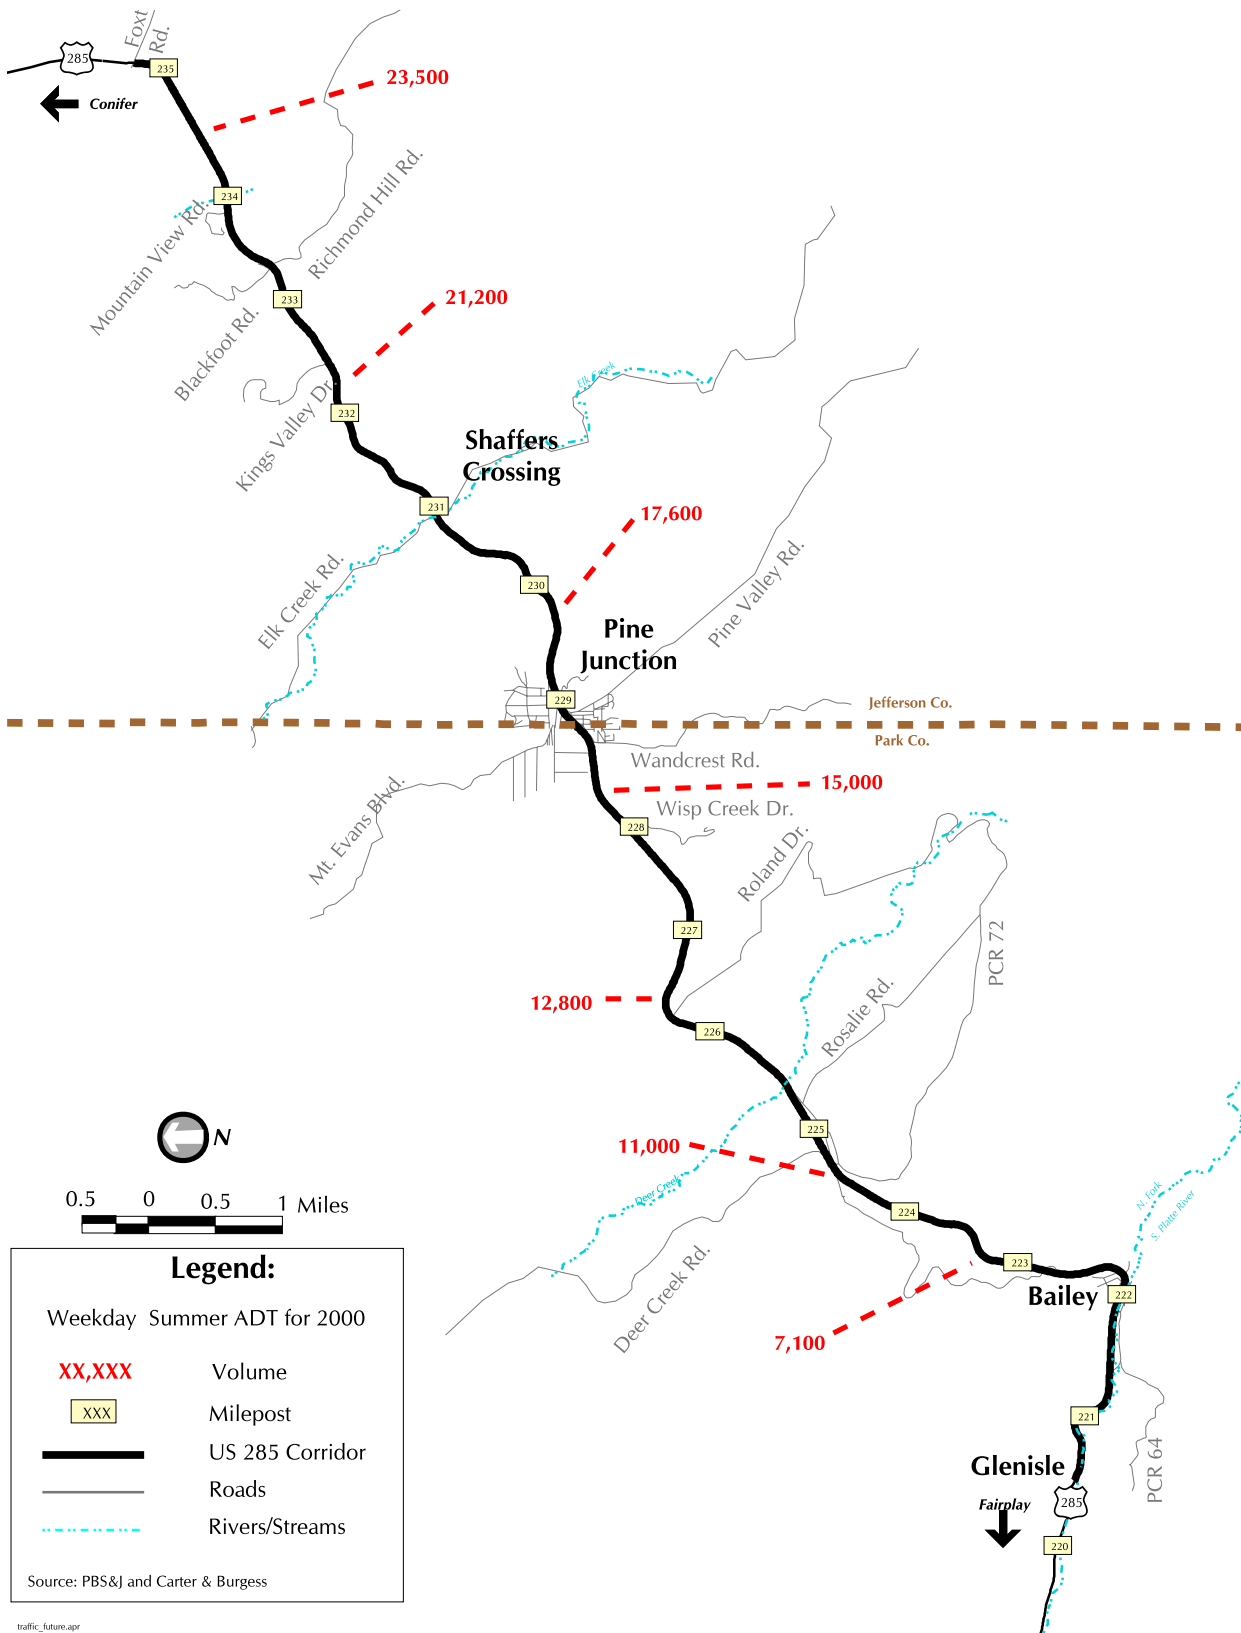 Foxt
Rd.
285
235
Conifer
23,500
Richmond Hill Rd.
234
Mountain View Rd.
233
21,200
Blackfoot Rd.
Elk Creek
Kings Valley Dr.
232
Shaffers
Crossing
231
17,600
Elk Creek Rd.
230
Pine Valley Rd.
Pine
Junction
229
Jefferson Co.
Park Co.
Wandcrest Rd.
15,000
Mt. Evans Blvd.
Wisp Creek Dr.
228
Roland Dr.
227
PCR 72
12,800
Rosalie Rd.
226
225
N
11,000
Deer Creek
N. Fork
S. Platte River
0.5 0 0.5 1 Miles
224
Deer Creek Rd.
223
Bailey
222
7,100
221
Glenisle
PCR 64
Fairplay
285
220
Legend:
Weekday Summer ADT for 2000
XX,XXX Volume
XXX Milepost
US 285 Corridor
Roads
Rivers/Streams
Source: PBS&J and Carter & Burgess
traffic_future.apr